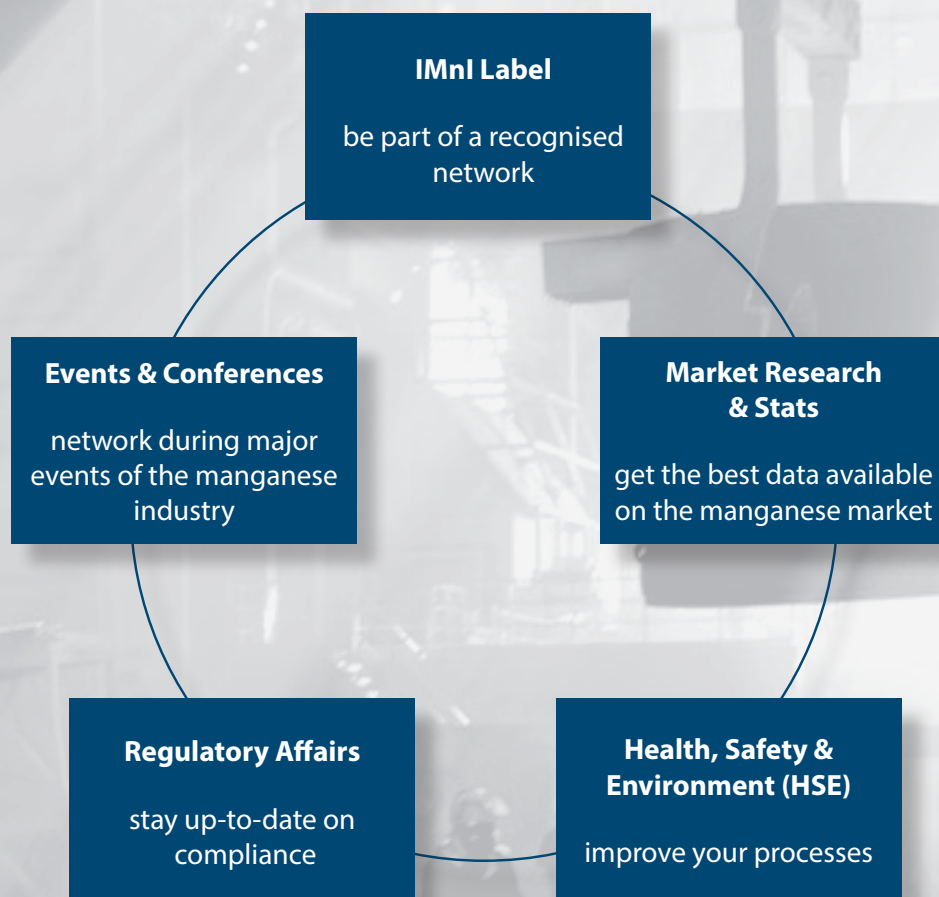 IMnI Label
be part of a recognised
network
Events & Conferences
network during major
events of the manganese
industry
Market Research
& Stats
get the best data available
on the manganese market
Regulatory Affairs
stay up-to-date on
compliance
Health, Safety &
Environment (HSE)
improve your processes